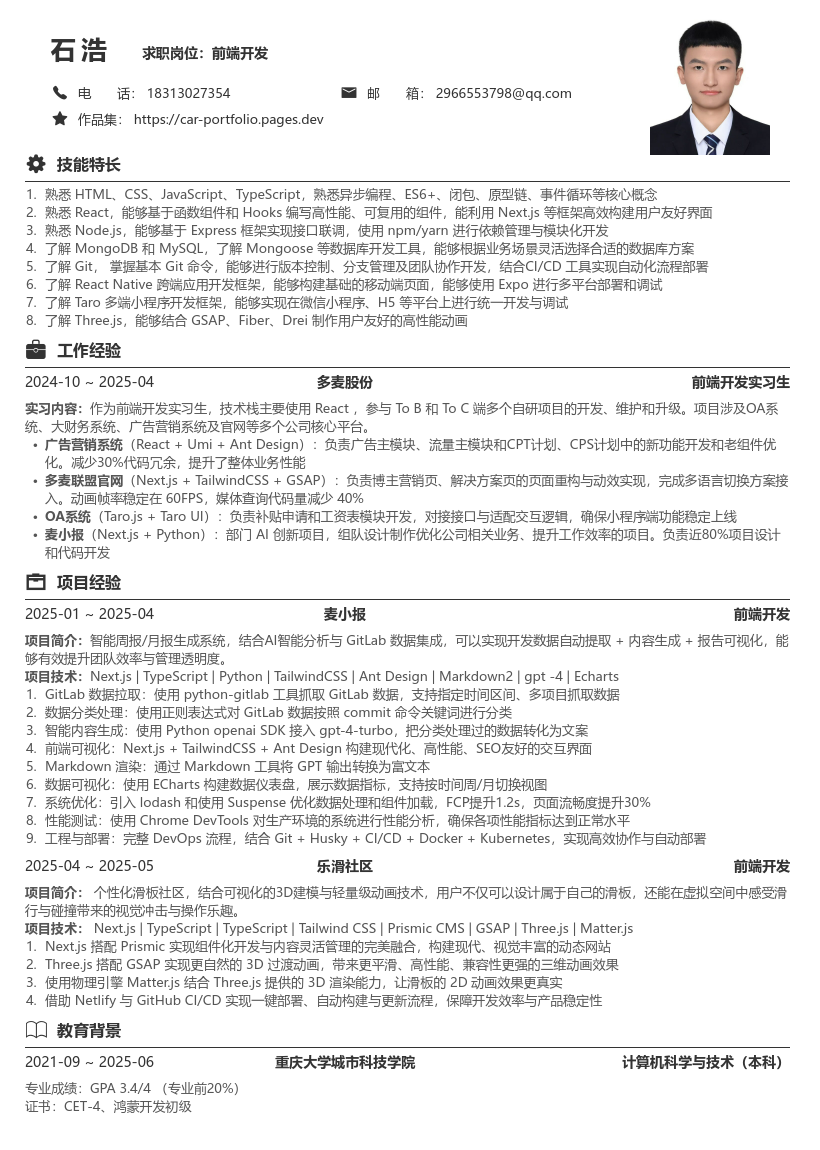 石浩 求职岗位：前端开发
电 话： 18313027354 邮 箱： 2966553798@qq.com
作品集： https://car-portfolio.pages.dev
技能特长
1. 熟悉 HTML、CSS、JavaScript、TypeScript，熟悉异步编程、ES6+、闭包、原型链、事件循环等核心概念
2. 熟悉 React，能够基于函数组件和 Hooks 编写高性能、可复用的组件，能利用 Next.js 等框架高效构建用户友好界面
3. 熟悉 Node.js，能够基于 Express 框架实现接口联调，使用 npm/yarn 进行依赖管理与模块化开发
4. 了解 MongoDB 和 MySQL，了解 Mongoose 等数据库开发工具，能够根据业务场景灵活选择合适的数据库方案
5. 了解 Git， 掌握基本 Git 命令，能够进行版本控制、分支管理及团队协作开发，结合CI/CD 工具实现自动化流程部署
6. 了解 React Native 跨端应用开发框架，能够构建基础的移动端页面，能够使用 Expo 进行多平台部署和调试
7. 了解 Taro 多端小程序开发框架，能够实现在微信小程序、H5 等平台上进行统一开发与调试
8. 了解 Three.js，能够结合 GSAP、Fiber、Drei 制作用户友好的高性能动画
工作经验
2024-10 ~ 2025-04 多麦股份 前端开发实习生
实习内容：作为前端开发实习生，技术栈主要使用 React ，参与 To B 和 To C 端多个自研项目的开发、维护和升级。项目涉及OA系
统、大财务系统、广告营销系统及官网等多个公司核心平台。
• 广告营销系统（React + Umi + Ant Design）：负责广告主模块、流量主模块和CPT计划、CPS计划中的新功能开发和老组件优
化。减少30%代码冗余，提升了整体业务性能
• 多麦联盟官网（Next.js + TailwindCSS + GSAP）：负责博主营销页、解决方案页的页面重构与动效实现，完成多语言切换方案接
入。动画帧率稳定在 60FPS，媒体查询代码量减少 40%
• OA系统（Taro.js + Taro UI）：负责补贴申请和工资表模块开发，对接接口与适配交互逻辑，确保小程序端功能稳定上线
• 麦小报（Next.js + Python）：部门 AI 创新项目，组队设计制作优化公司相关业务、提升工作效率的项目。负责近80%项目设计
和代码开发
项目经验
2025-01 ~ 2025-04 麦小报 前端开发
项目简介：智能周报/月报生成系统，结合AI智能分析与 GitLab 数据集成，可以实现开发数据自动提取 + 内容生成 + 报告可视化，能
够有效提升团队效率与管理透明度。
项目技术：Next.js | TypeScript | Python | TailwindCSS | Ant Design | Markdown2 | gpt -4 | Echarts
1. GitLab 数据拉取：使用 python-gitlab 工具抓取 GitLab 数据，支持指定时间区间、多项目抓取数据
2. 数据分类处理：使用正则表达式对 GitLab 数据按照 commit 命令关键词进行分类
3. 智能内容生成：使用 Python openai SDK 接入 gpt-4-turbo，把分类处理过的数据转化为文案
4. 前端可视化：Next.js + TailwindCSS + Ant Design 构建现代化、高性能、SEO友好的交互界面
5. Markdown 渲染：通过 Markdown 工具将 GPT 输出转换为富文本
6. 数据可视化：使用 ECharts 构建数据仪表盘，展示数据指标，支持按时间周/月切换视图
7. 系统优化：引入 lodash 和使用 Suspense 优化数据处理和组件加载，FCP提升1.2s，页面流畅度提升30%
8. 性能测试：使用 Chrome DevTools 对生产环境的系统进行性能分析，确保各项性能指标达到正常水平
9. 工程与部署：完整 DevOps 流程，结合 Git + Husky + CI/CD + Docker + Kubernetes，实现高效协作与自动部署
2025-04 ~ 2025-05 乐滑社区 前端开发
项目简介： 个性化滑板社区，结合可视化的3D建模与轻量级动画技术，用户不仅可以设计属于自己的滑板，还能在虚拟空间中感受滑
行与碰撞带来的视觉冲击与操作乐趣。
项目技术： Next.js | TypeScript | TypeScript | Tailwind CSS | Prismic CMS | GSAP | Three.js | Matter.js
1. Next.js 搭配 Prismic 实现组件化开发与内容灵活管理的完美融合，构建现代、视觉丰富的动态网站
2. Three.js 搭配 GSAP 实现更自然的 3D 过渡动画，带来更平滑、高性能、兼容性更强的三维动画效果
3. 使用物理引擎 Matter.js 结合 Three.js 提供的 3D 渲染能力，让滑板的 2D 动画效果更真实
4. 借助 Netlify 与 GitHub CI/CD 实现一键部署、自动构建与更新流程，保障开发效率与产品稳定性
教育背景
2021-09 ~ 2025-06 重庆大学城市科技学院 计算机科学与技术（本科）
专业成绩：GPA 3.4/4 （专业前20%）
证书：CET-4、鸿蒙开发初级